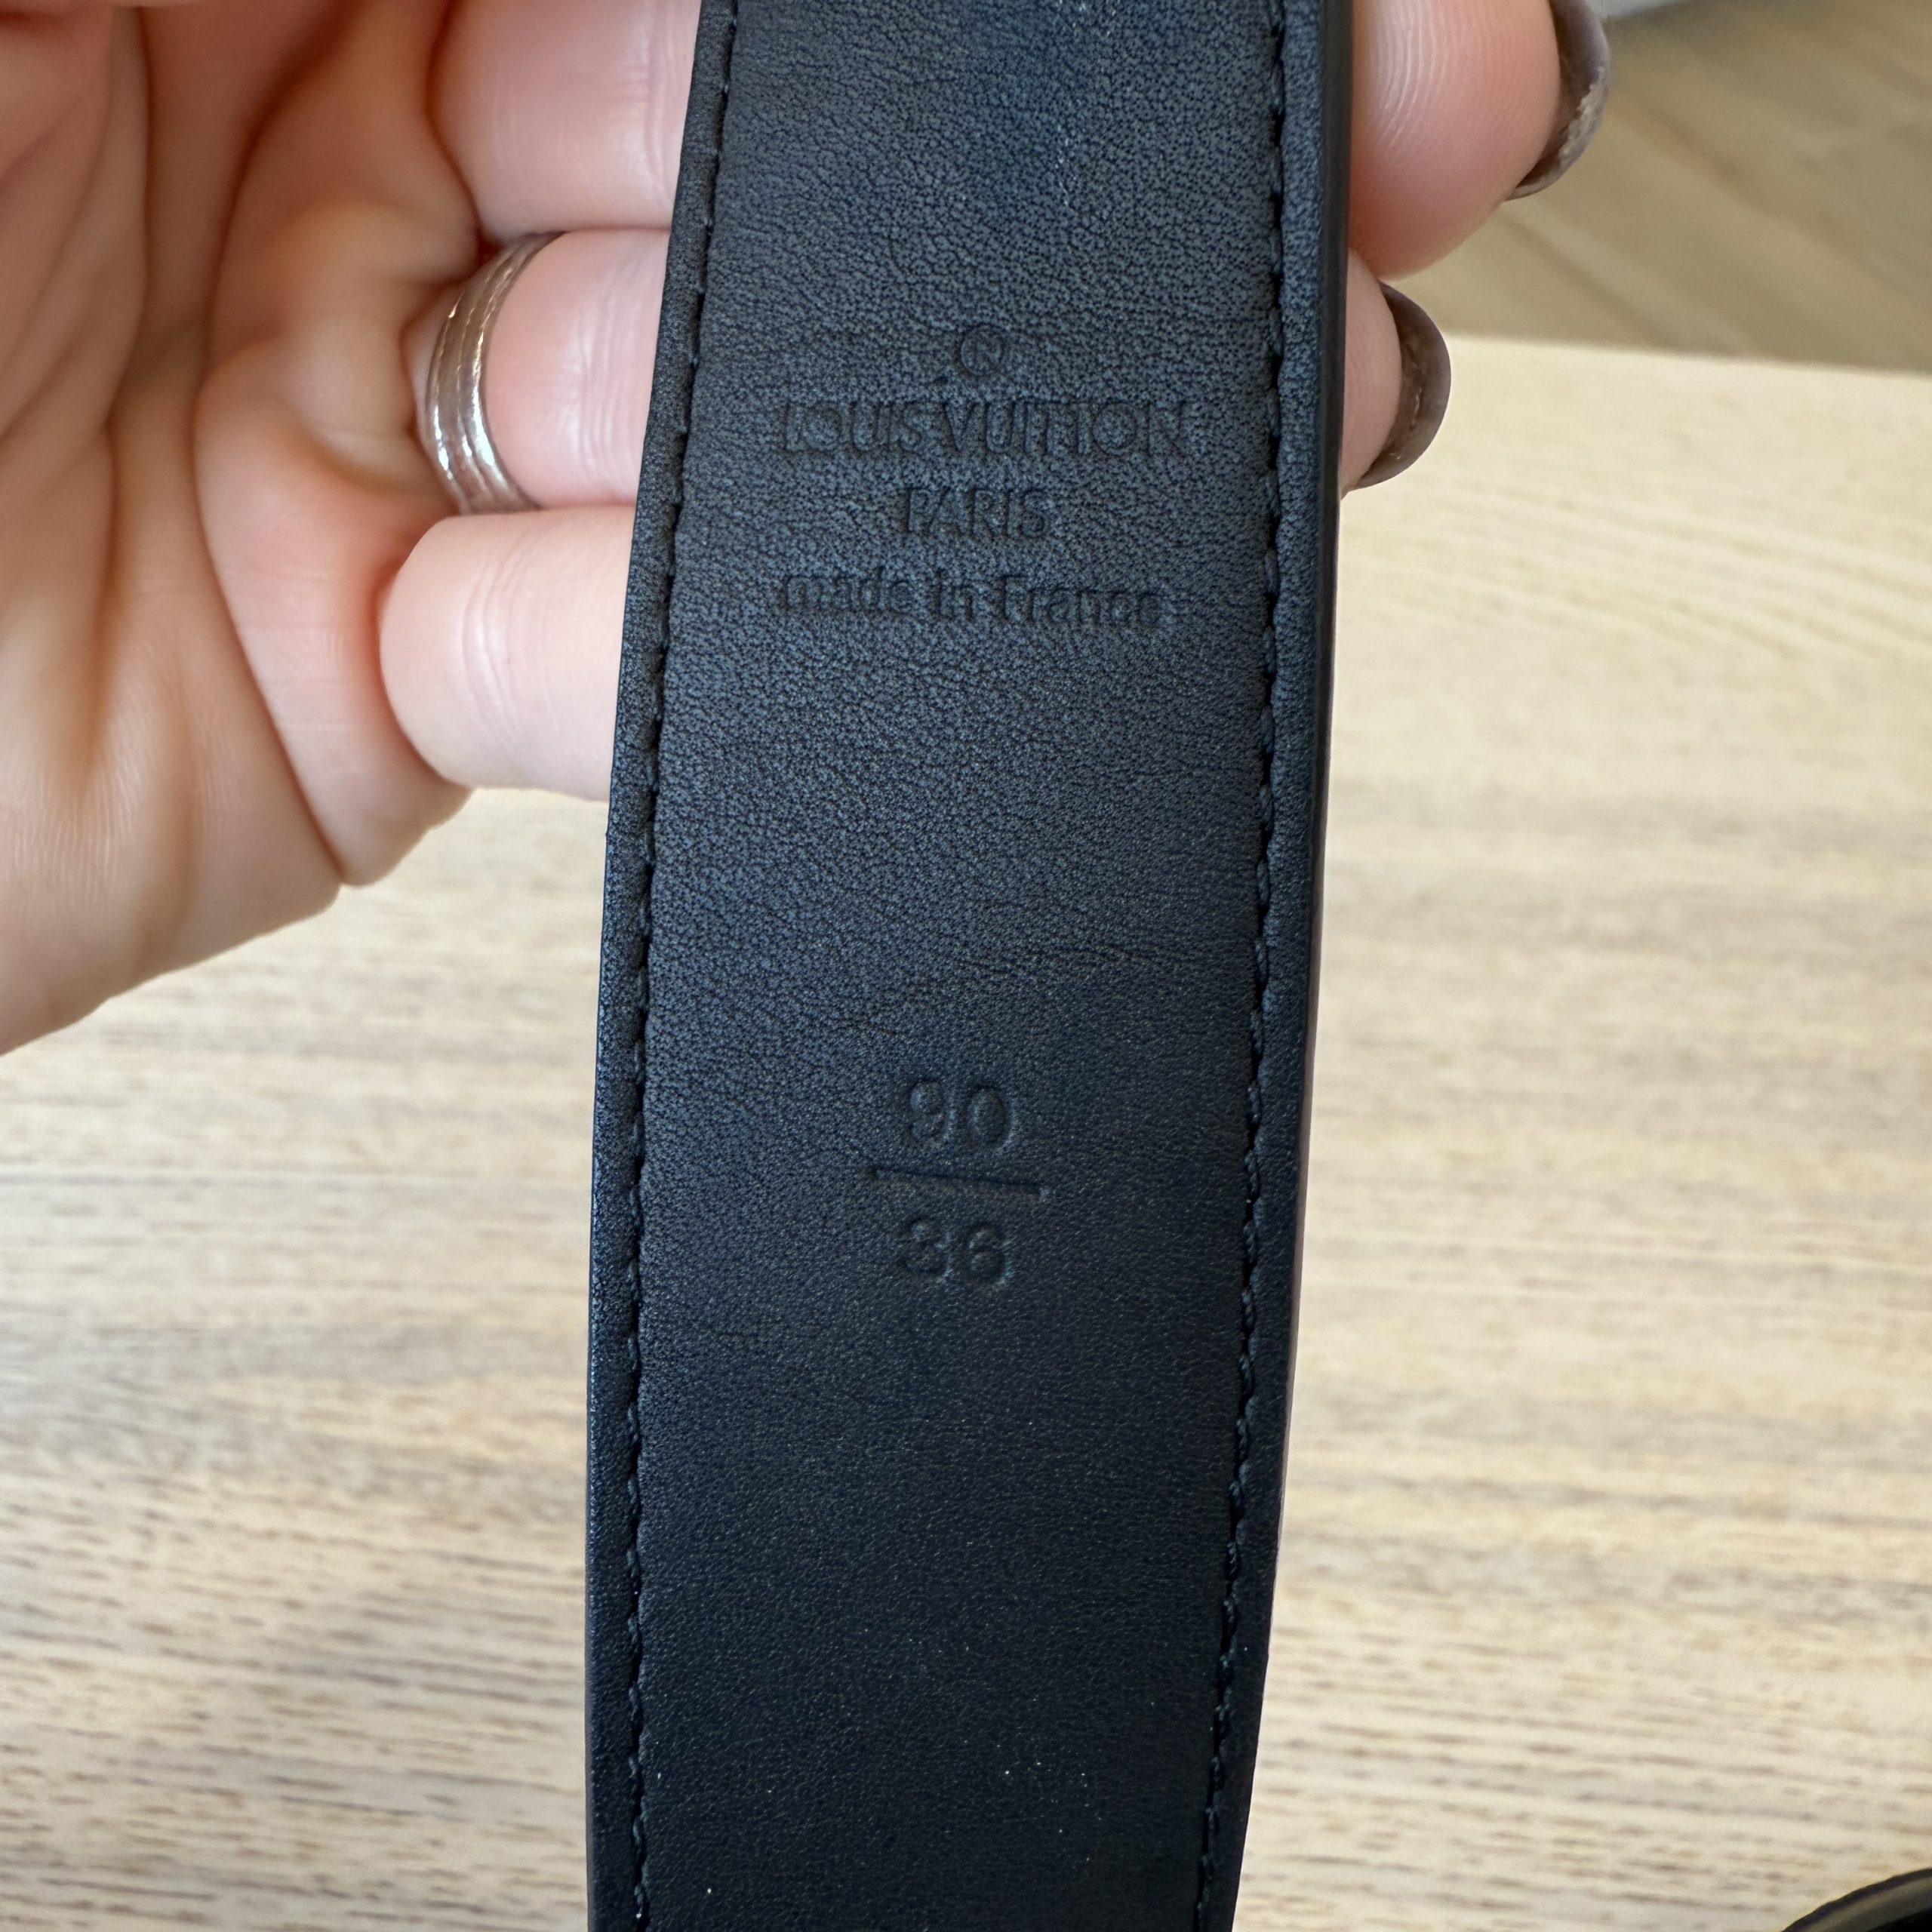 ®
LOUIS VUITTON
PARIS
made in France
90
36